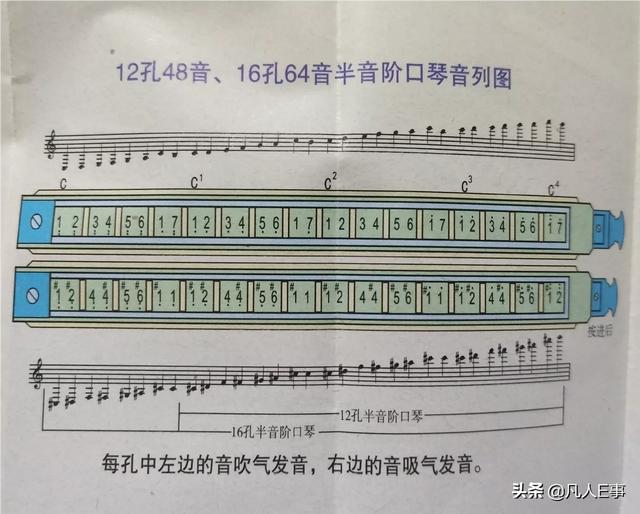 12孔48音、16孔64音半音阶口琴音列图
C C1 C2 C3 C4
1 2 3 4 5 6 1 7 1 2 3 4 5 6 1 7 1 2 3 4 5 6 1 7 1 2 3 4 5 6 1 7
#1 #2 4 #4 #5 #6 #1 1 #1 #2 4 #4 #5 #6 #1 1 #1 #2 4 #4 #5 #6 #1 1 #1 #2 4 #4 #5 #6 #1 2
按进后
12孔半音阶口琴
16孔半音阶口琴
每孔中左边的音吹气发音，右边的音吸气发音。
头条 @凡人E事